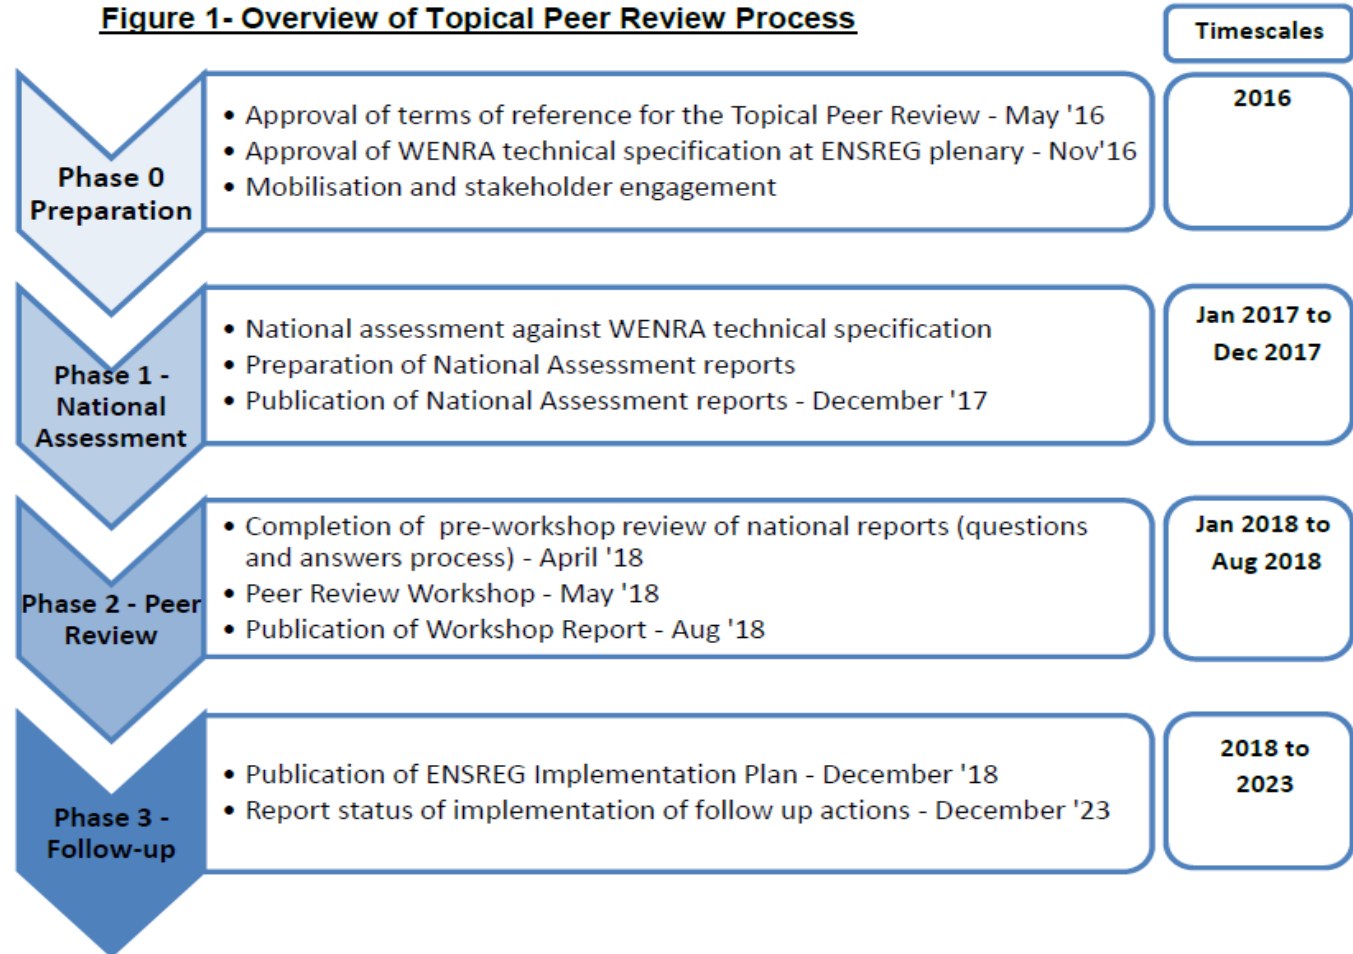 Figure 1- Overview of Topical Peer Review Process
Timescales
Phase 0
Preparation
• Approval of terms of reference for the Topical Peer Review - May '16
• Approval of WENRA technical specification at ENSREG plenary - Nov'16
• Mobilisation and stakeholder engagement
2016
Phase 1 -
National
Assessment
• National assessment against WENRA technical specification
• Preparation of National Assessment reports
• Publication of National Assessment reports - December '17
Jan 2017 to
Dec 2017
Phase 2 - Peer
Review
• Completion of pre-workshop review of national reports (questions
and answers process) - April '18
• Peer Review Workshop - May '18
• Publication of Workshop Report - Aug '18
Jan 2018 to
Aug 2018
Phase 3 -
Follow-up
• Publication of ENSREG Implementation Plan - December '18
• Report status of implementation of follow up actions - December '23
2018 to
2023